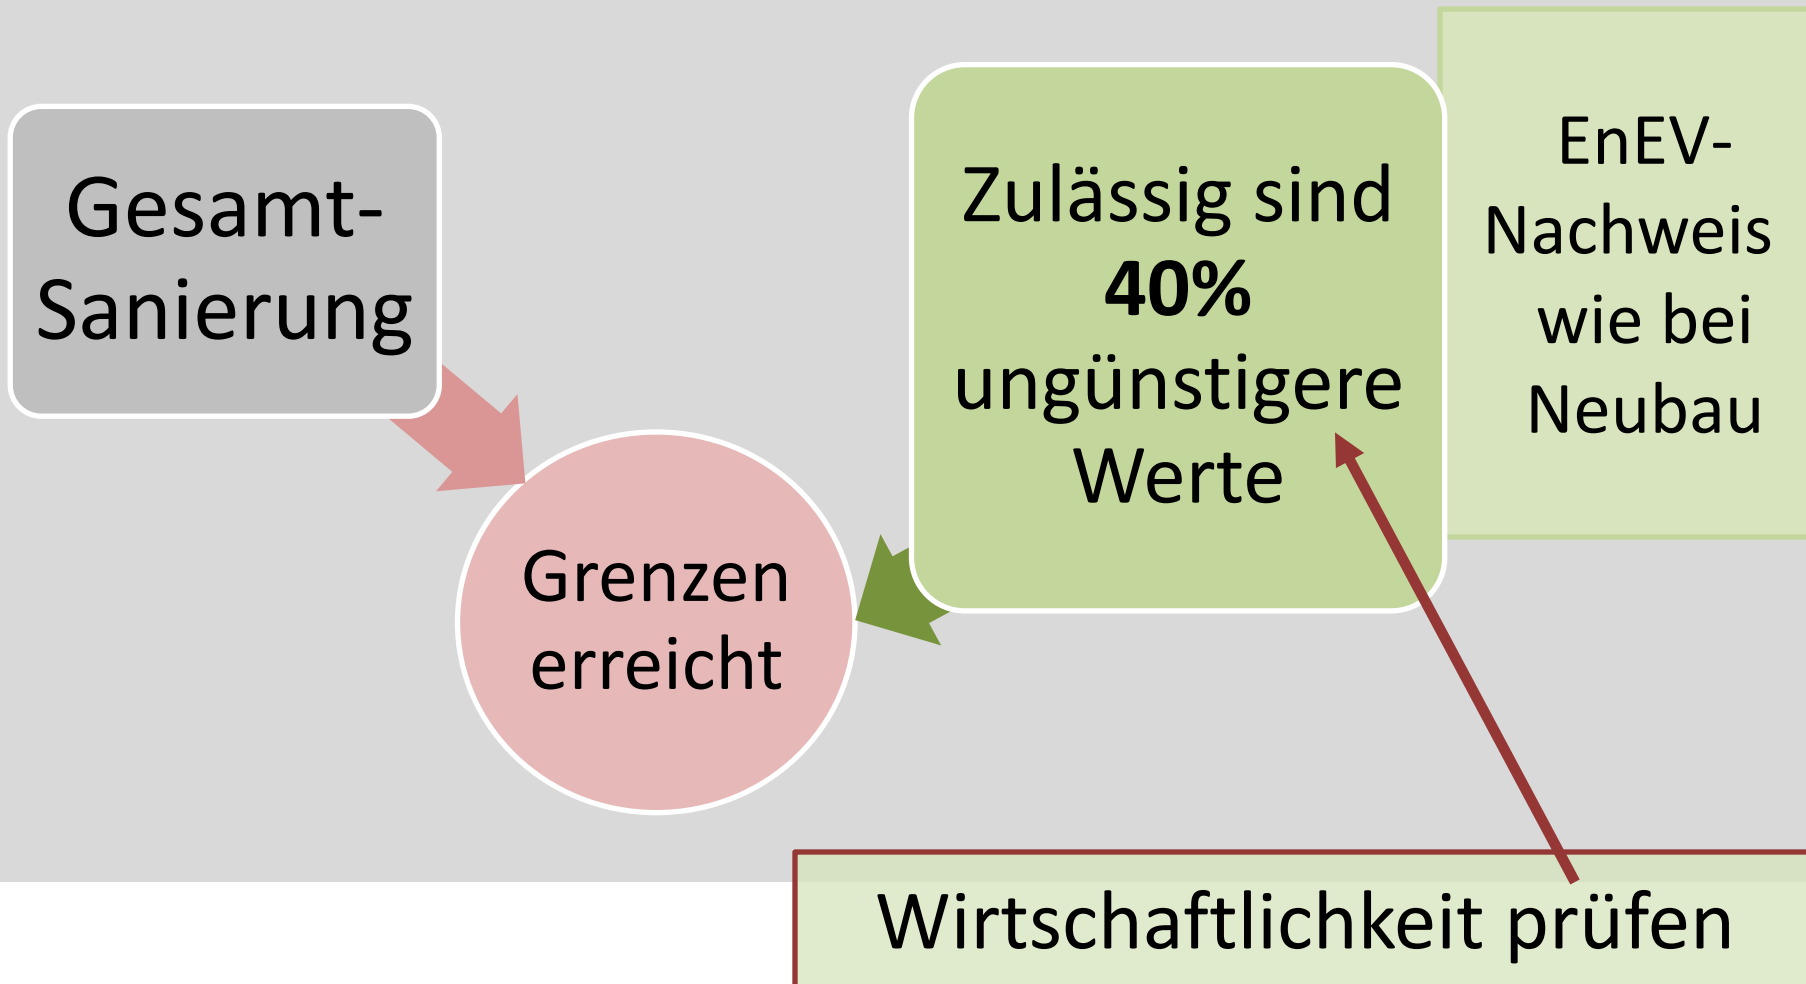 Gesamt-
Sanierung
Grenzen
erreicht
Zulässig sind
40%
ungünstigere
Werte
EnEV-
Nachweis
wie bei
Neubau
Wirtschaftlichkeit prüfen